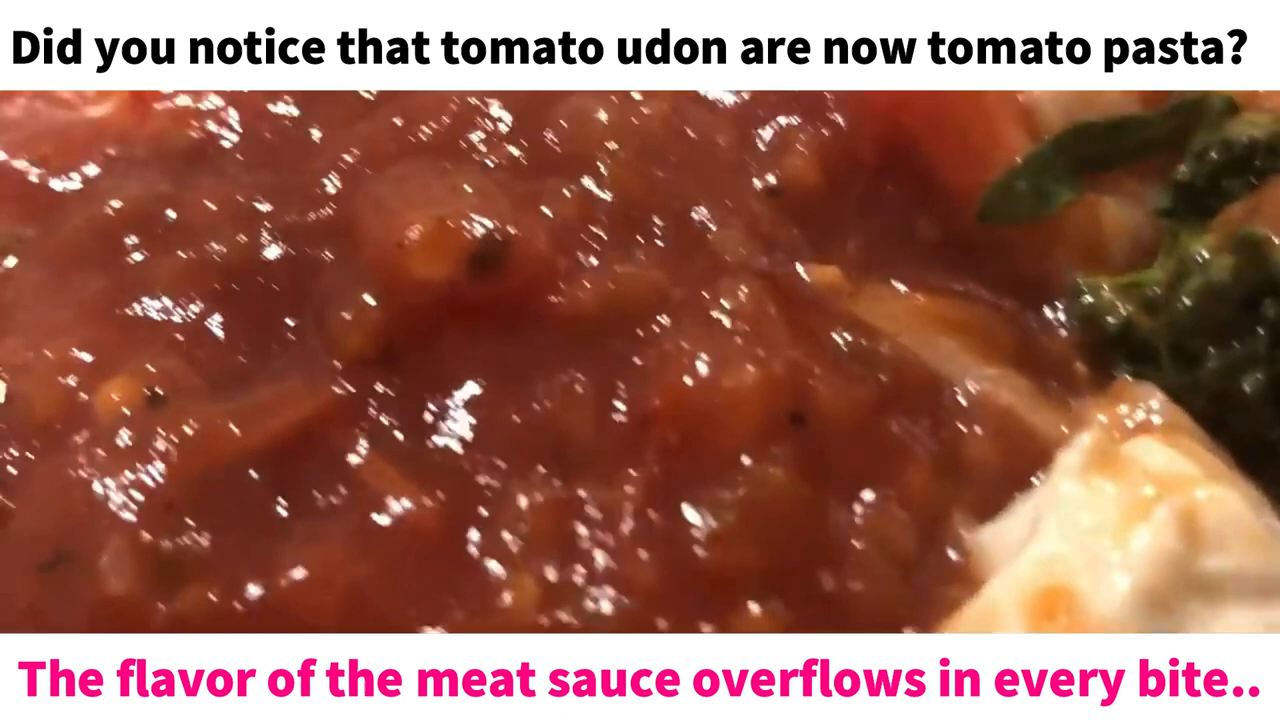 Did you notice that tomato udon are now tomato pasta?
The flavor of the meat sauce overflows in every bite..